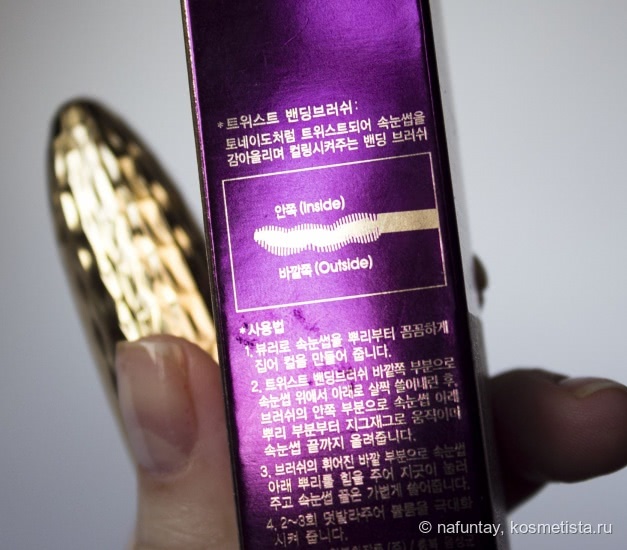 *트위스트 밴딩브러쉬:
토네이도처럼 트위스트되어 속눈썹을
감아올리며 컬링시켜주는 밴딩 브러쉬
안쪽 (Inside)
바깥쪽 (Outside)
*사용법
1. 뷰러로 속눈썹을 뿌리부터 꼼꼼하게
집어 컬을 만들어 줍니다.
2. 트위스트 밴딩브러쉬 바깥쪽 부분으로
속눈썹 위에서 아래로 살짝 쓸어내린 후,
브러쉬의 안쪽 부분으로 속눈썹 아래
뿌리 부분부터 지그재그로 움직이며
속눈썹 끝까지 올려줍니다.
3. 브러쉬의 휘어진 바깥 부분으로 속눈썹
아래 뿌리를 힘을 주어 지긋이 눌러
주고 속눈썹 끝은 가볍게 쓸어줍니다.
4. 2~3회 덧발라주어 볼륨을 극대화
시켜 줍니다.
© nafuntay, kosmetista.ru